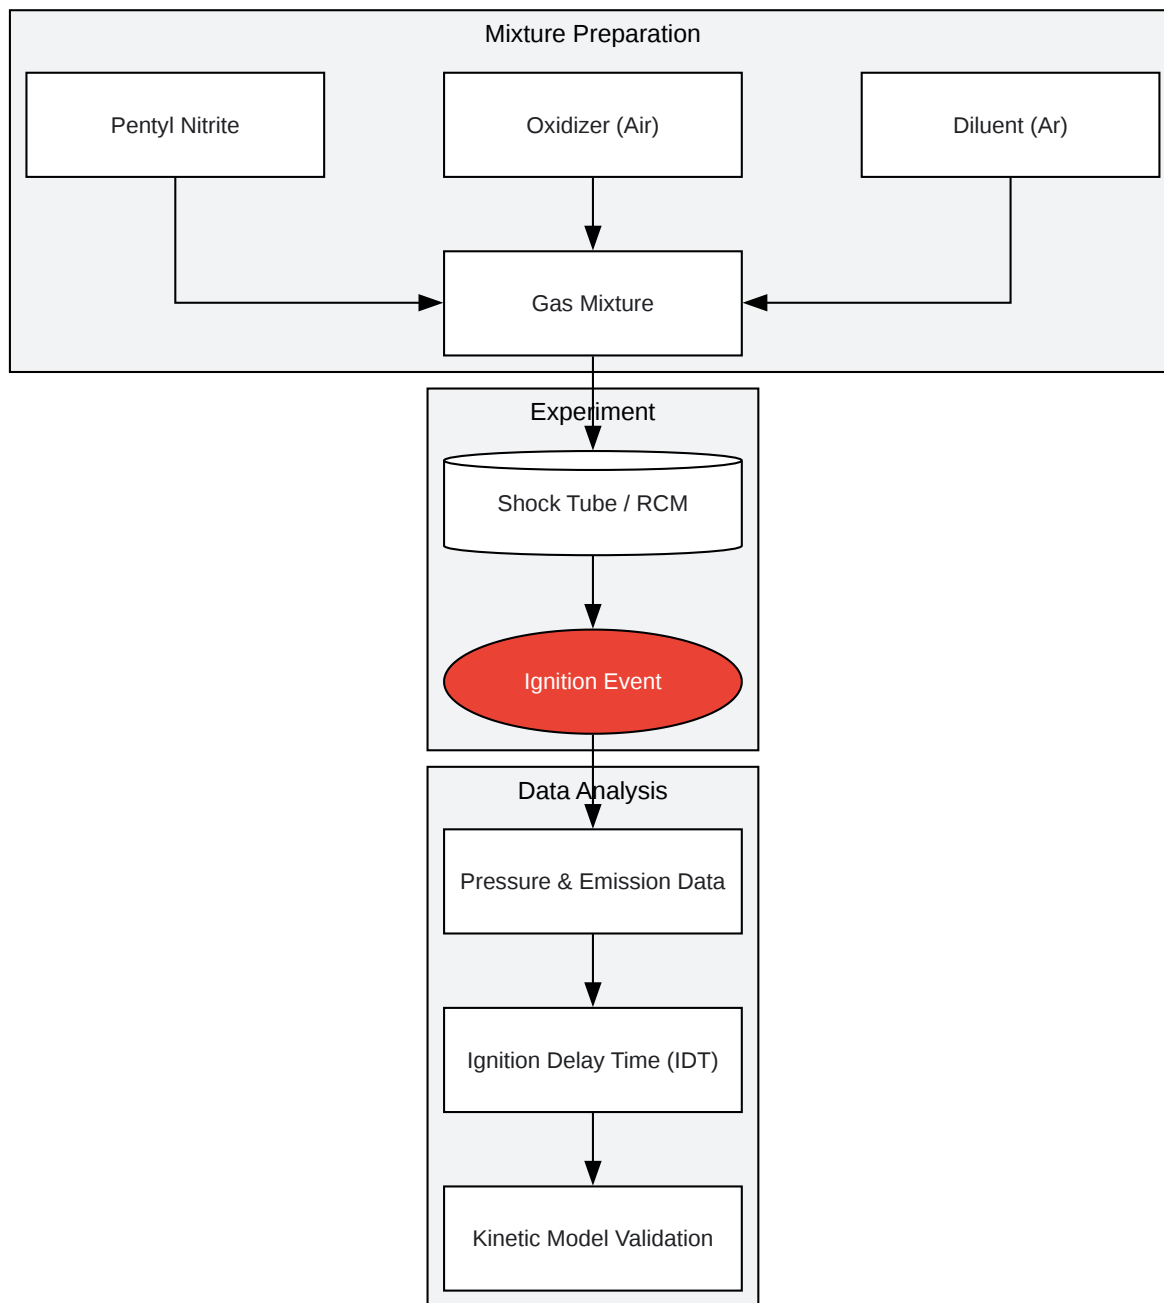 Mixture Preparation
Pentyl Nitrite
Oxidizer (Air)
Diluent (Ar)
Gas Mixture
Experiment
Shock Tube / RCM
Ignition Event
Data Analysis
Pressure & Emission Data
Ignition Delay Time (IDT)
Kinetic Model Validation